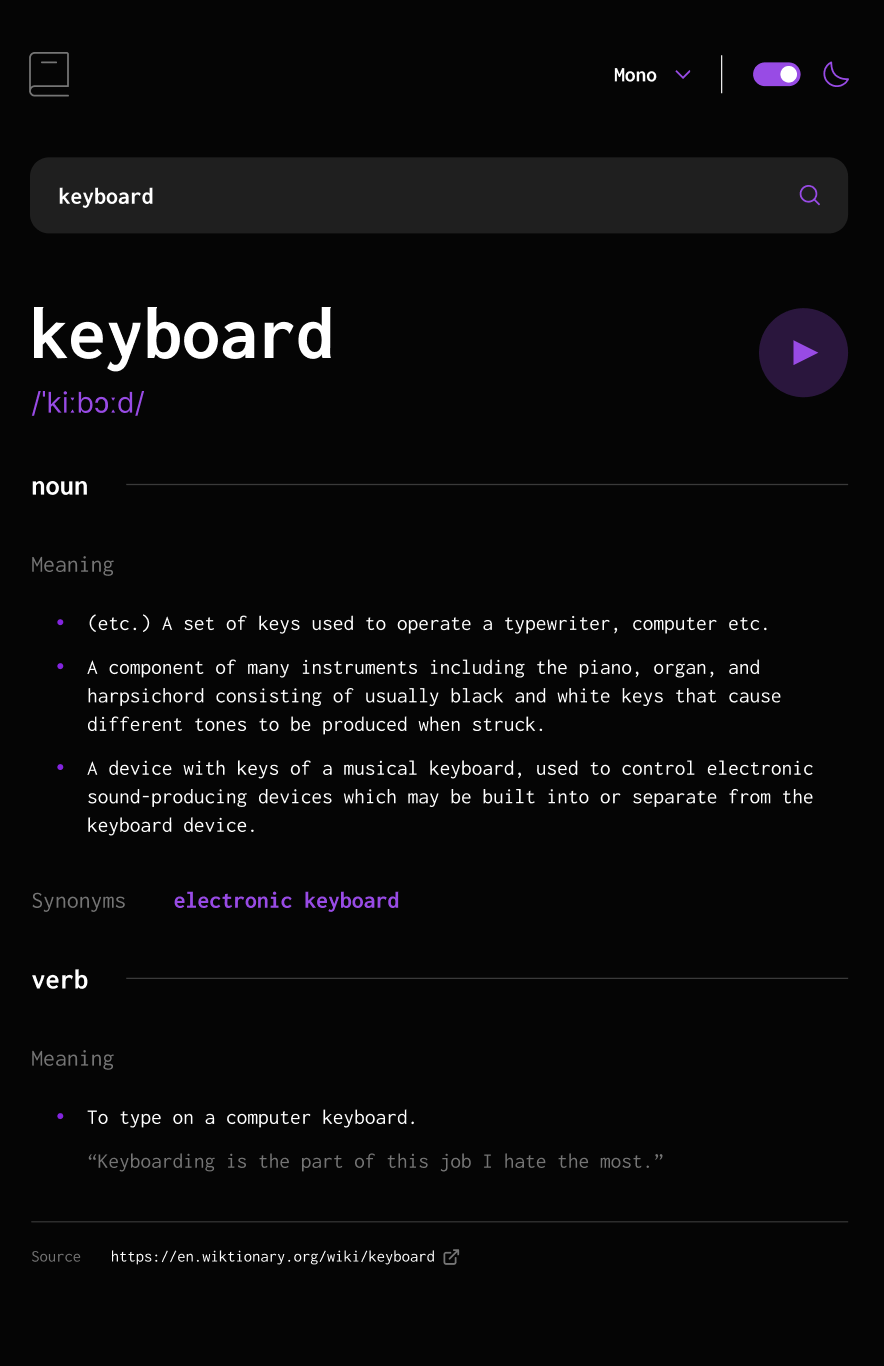 Mono
keyboard
keyboard
/ˈkiːbɔːd/
noun
Meaning
(etc.) A set of keys used to operate a typewriter, computer etc.
A component of many instruments including the piano, organ, and
harpsichord consisting of usually black and white keys that cause
different tones to be produced when struck.
A device with keys of a musical keyboard, used to control electronic
sound-producing devices which may be built into or separate from the
keyboard device.
Synonyms electronic keyboard
verb
Meaning
To type on a computer keyboard.
“Keyboarding is the part of this job I hate the most.”
Source https://en.wiktionary.org/wiki/keyboard